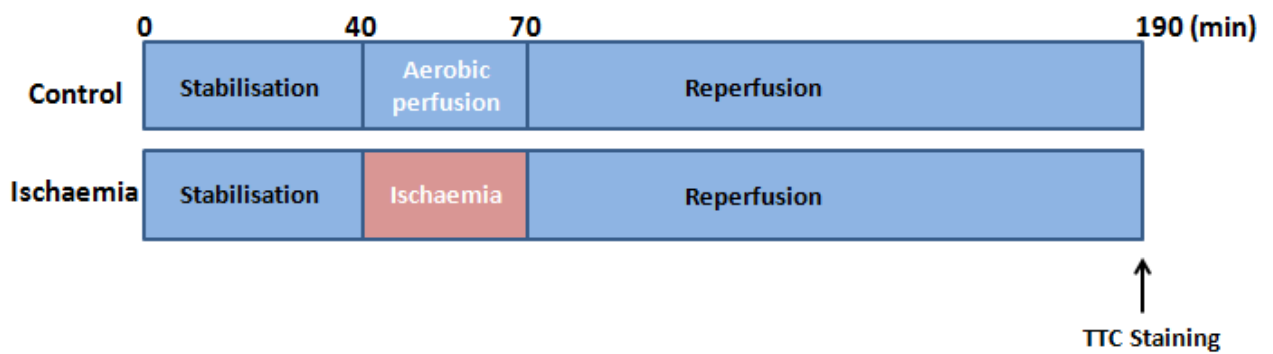 0 40 70 190 (min)
Control
Stabilisation
Aerobic
perfusion
Reperfusion
Ischaemia
Stabilisation
Ischaemia
Reperfusion
TTC Staining